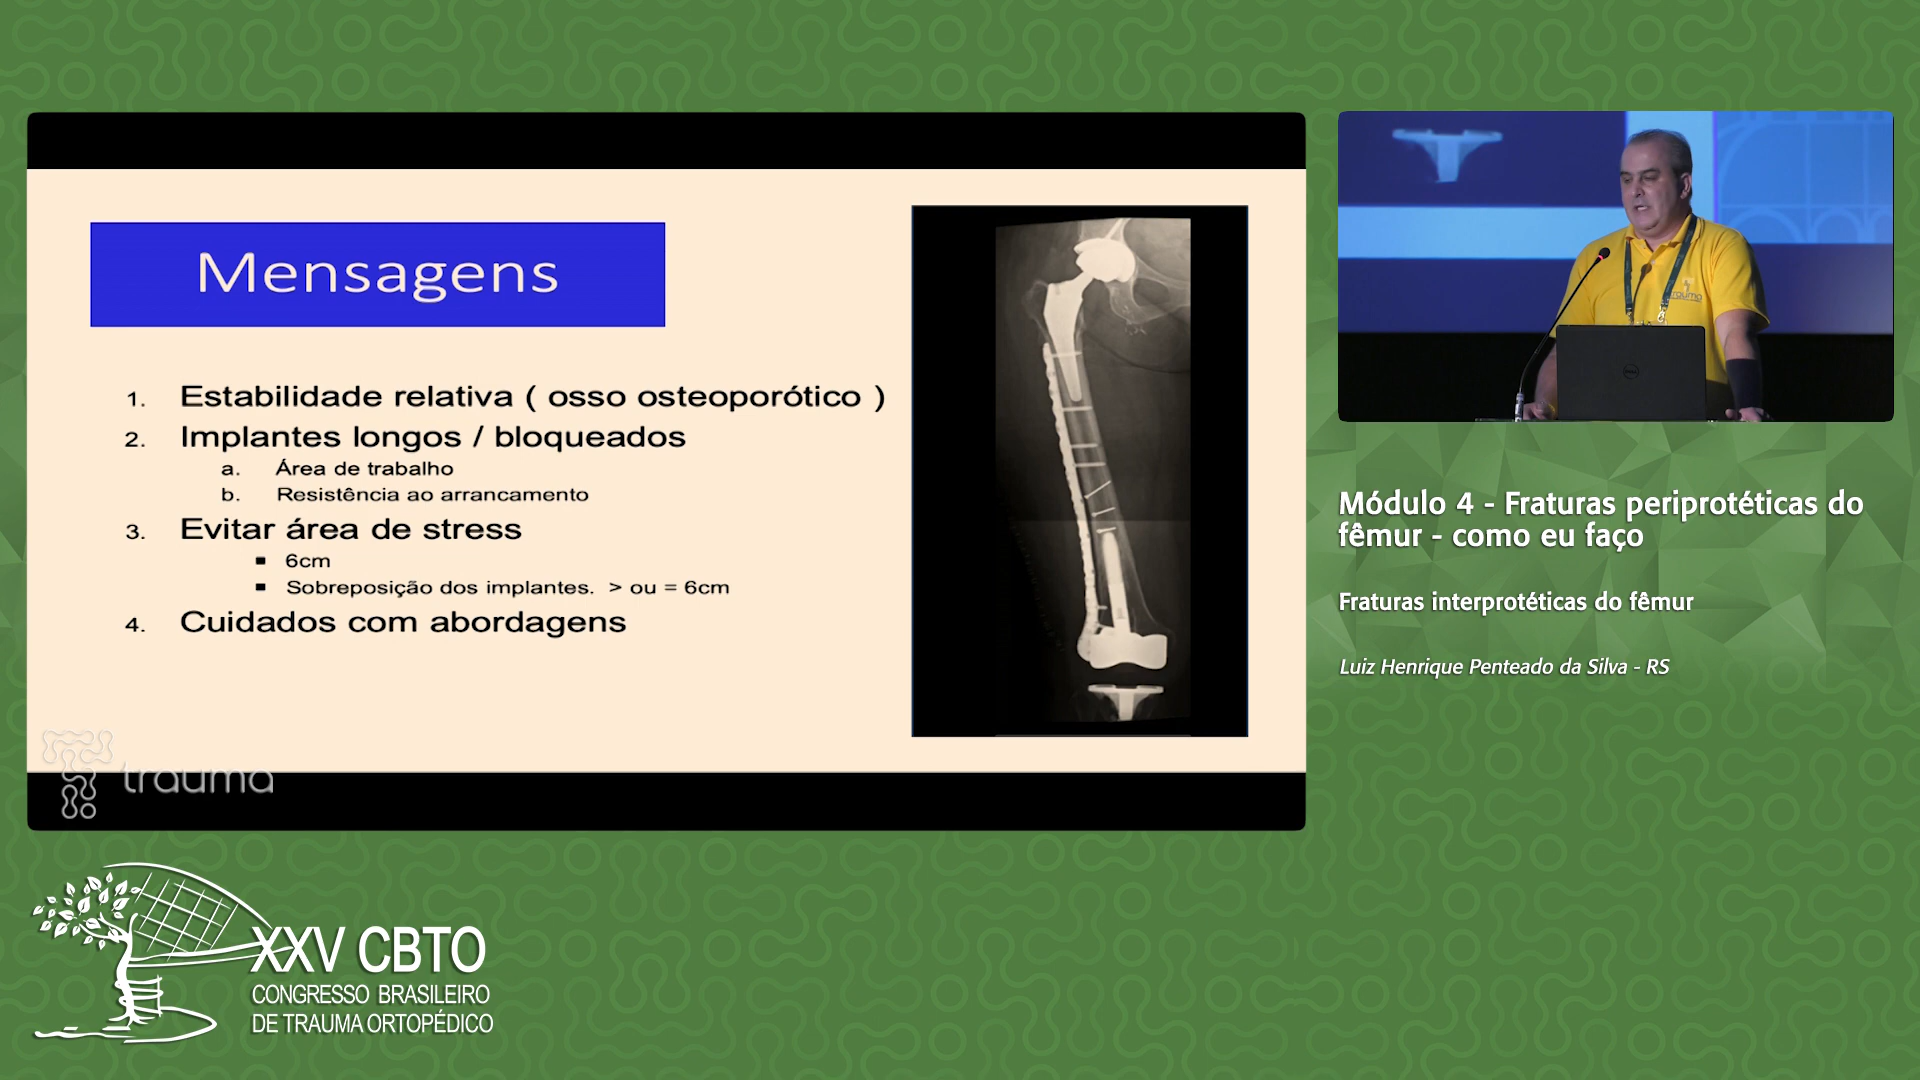 Mensagens
1. Estabilidade relativa ( osso osteoporótico )
2. Implantes longos / bloqueados
a. Área de trabalho
b. Resistência ao arrancamento
3. Evitar área de stress
■ 6cm
■ Sobreposição dos implantes. > ou = 6cm
4. Cuidados com abordagens
trauma
trauma
Módulo 4 - Fraturas periprotéticas do
fêmur - como eu faço
Fraturas interprotéticas do fêmur
Luiz Henrique Penteado da Silva - RS
XXV CBTO
CONGRESSO BRASILEIRO
DE TRAUMA ORTOPÉDICO